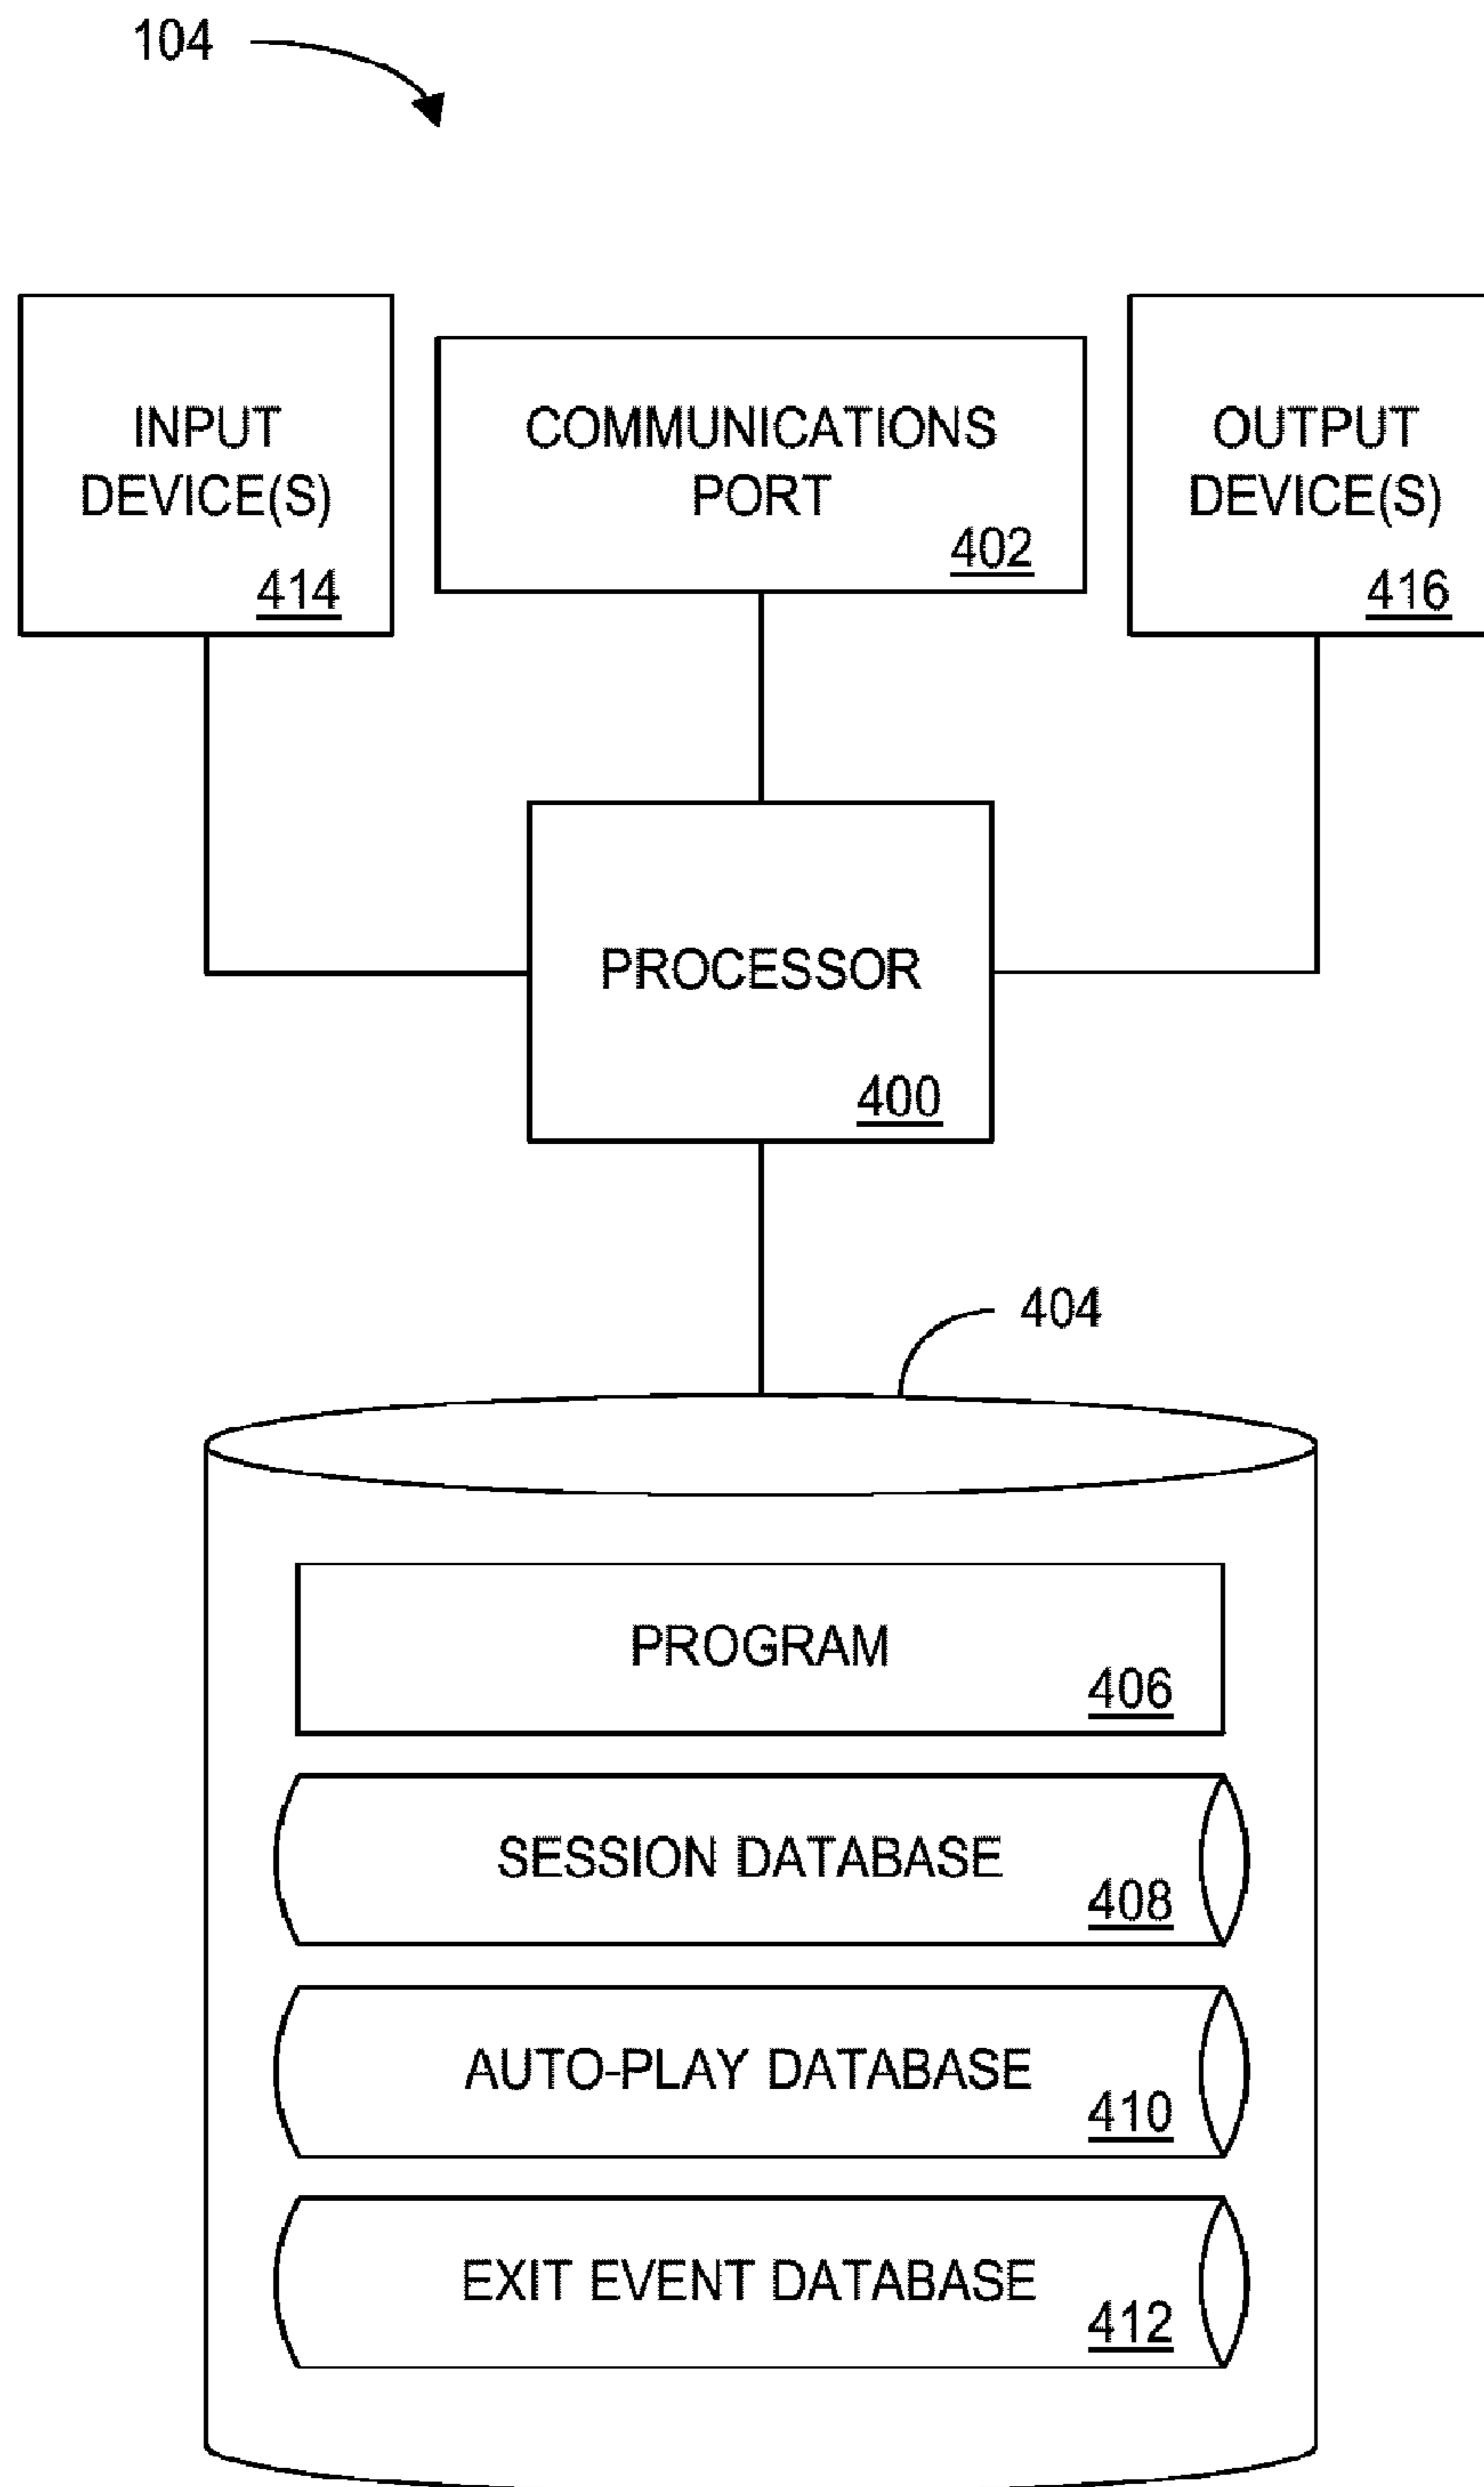 104
INPUT
DEVICE(S)
414
COMMUNICATIONS
PORT
402
OUTPUT
DEVICE(S)
416
PROCESSOR
400
404
PROGRAM
406
SESSION DATABASE
408
AUTO-PLAY DATABASE
410
EXIT EVENT DATABASE
412